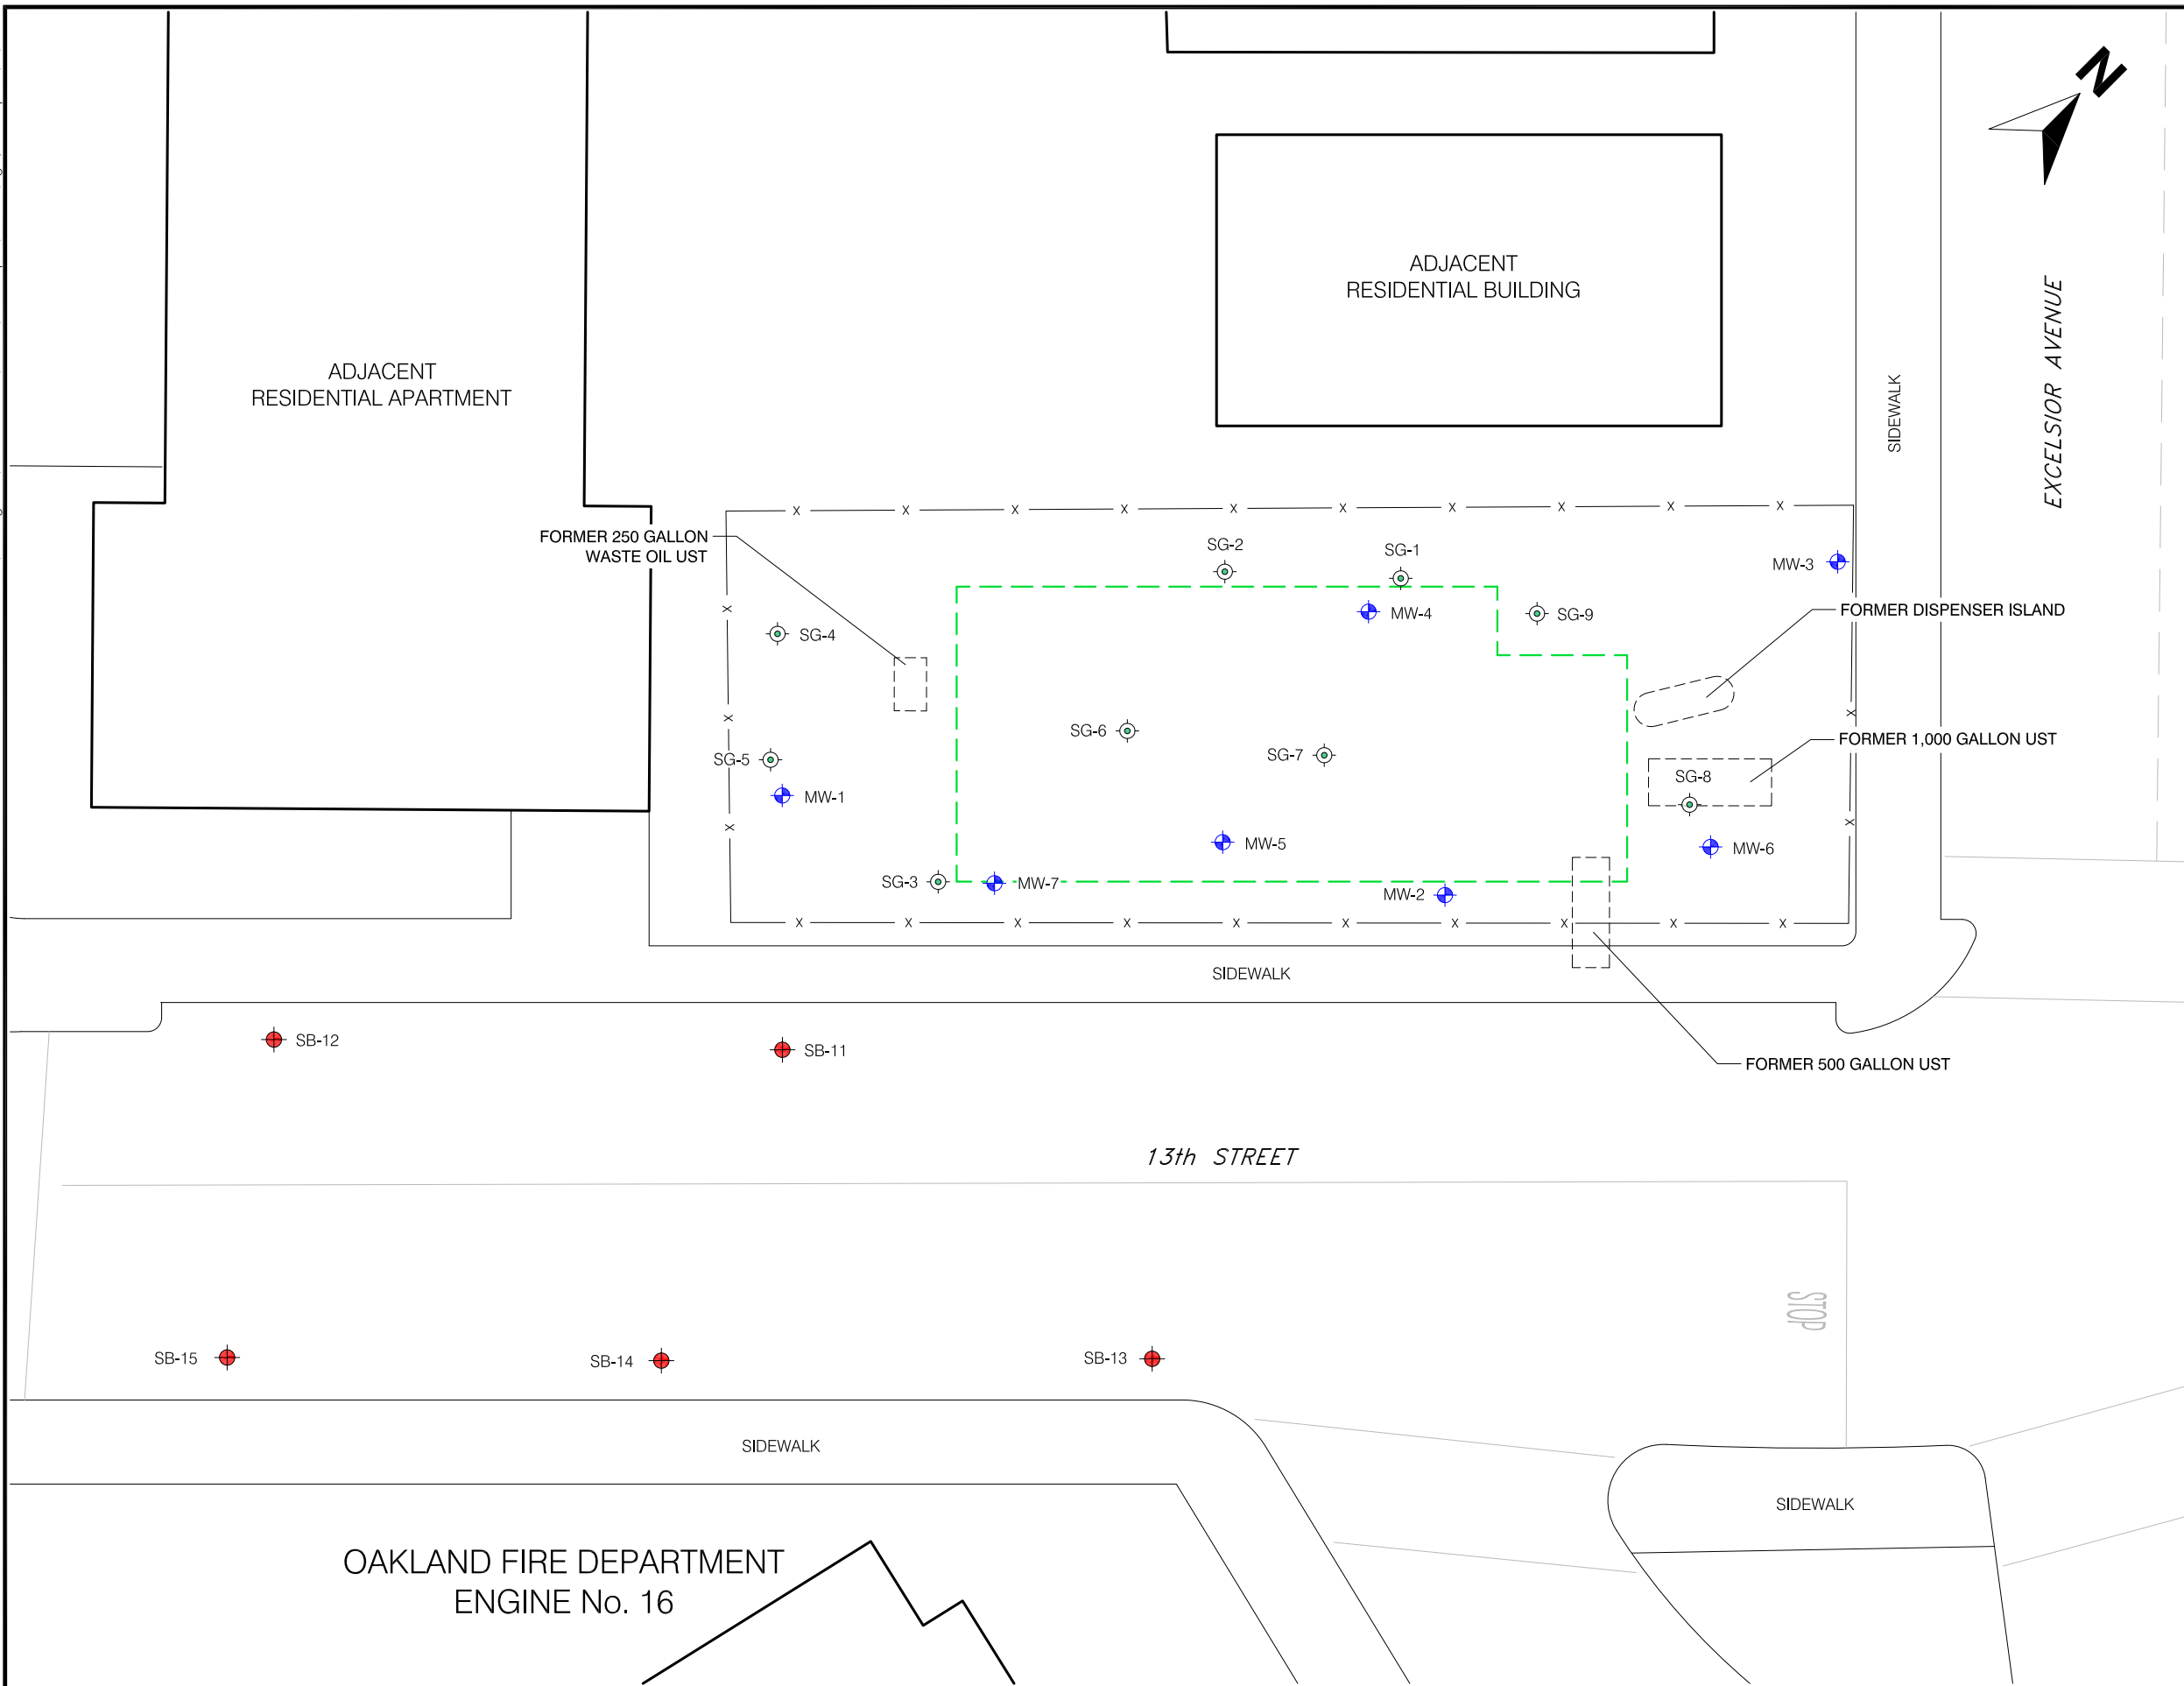 N
ADJACENT
RESIDENTIAL BUILDING
EXCELSIOR AVENUE
ADJACENT
RESIDENTIAL APARTMENT
SIDEWALK
X X X X X X X X X X
FORMER 250 GALLON
WASTE OIL UST
SG-2
SG-1
MW-3
X
FORMER DISPENSER ISLAND
MW-4
SG-9
SG-4
X
X
SG-6
FORMER 1,000 GALLON UST
SG-7
SG-5
SG-8
MW-1
X
X
MW-5
MW-6
SG-3
MW-7
MW-2
X X X X X X X X X X
SIDEWALK
SB-12
SB-11
FORMER 500 GALLON UST
13th STREET
STOP
SB-15
SB-14
SB-13
SIDEWALK
SIDEWALK
OAKLAND FIRE DEPARTMENT
ENGINE No. 16